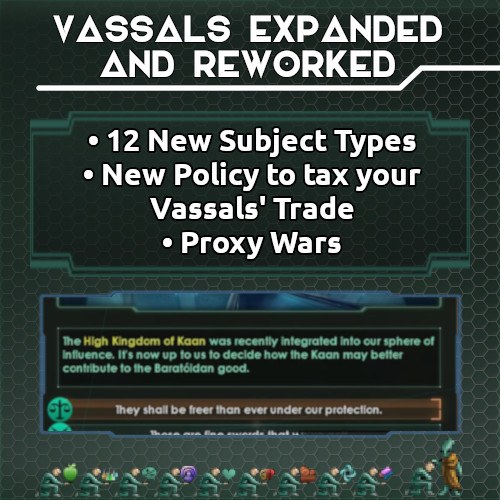 VASSALS EXPANDED
AND REWORKED
• 12 New Subject Types
• New Policy to tax your
Vassals' Trade
• Proxy Wars
The High Kingdom of Kaan was recently integrated into our sphere of
influence. It's now up to us to decide how the Kaan may better
contribute to the Baratóidan good.
They shall be freer than ever under our protection.